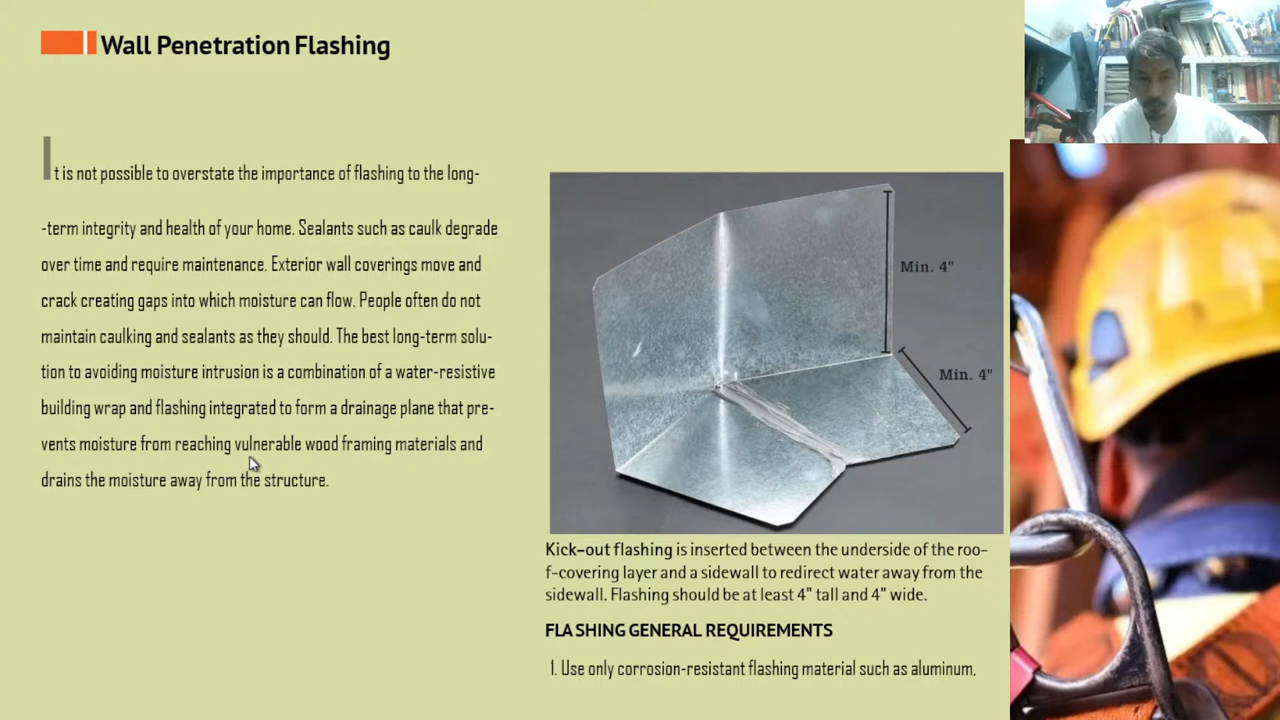 Wall Penetration Flashing
It is not possible to overstate the importance of flashing to the long-
-term integrity and health of your home. Sealants such as caulk degrade
over time and require maintenance. Exterior wall coverings move and
crack creating gaps into which moisture can flow. People often do not
maintain caulking and sealants as they should. The best long-term solu-
tion to avoiding moisture intrusion is a combination of a water-resistive
building wrap and flashing integrated to form a drainage plane that pre-
vents moisture from reaching vulnerable wood framing materials and
drains the moisture away from the structure.
Min. 4"
Min. 4"
Kick-out flashing is inserted between the underside of the roo-
f-covering layer and a sidewall to redirect water away from the
sidewall. Flashing should be at least 4" tall and 4" wide.
FLASHING GENERAL REQUIREMENTS
1. Use only corrosion-resistant flashing material such as aluminum,